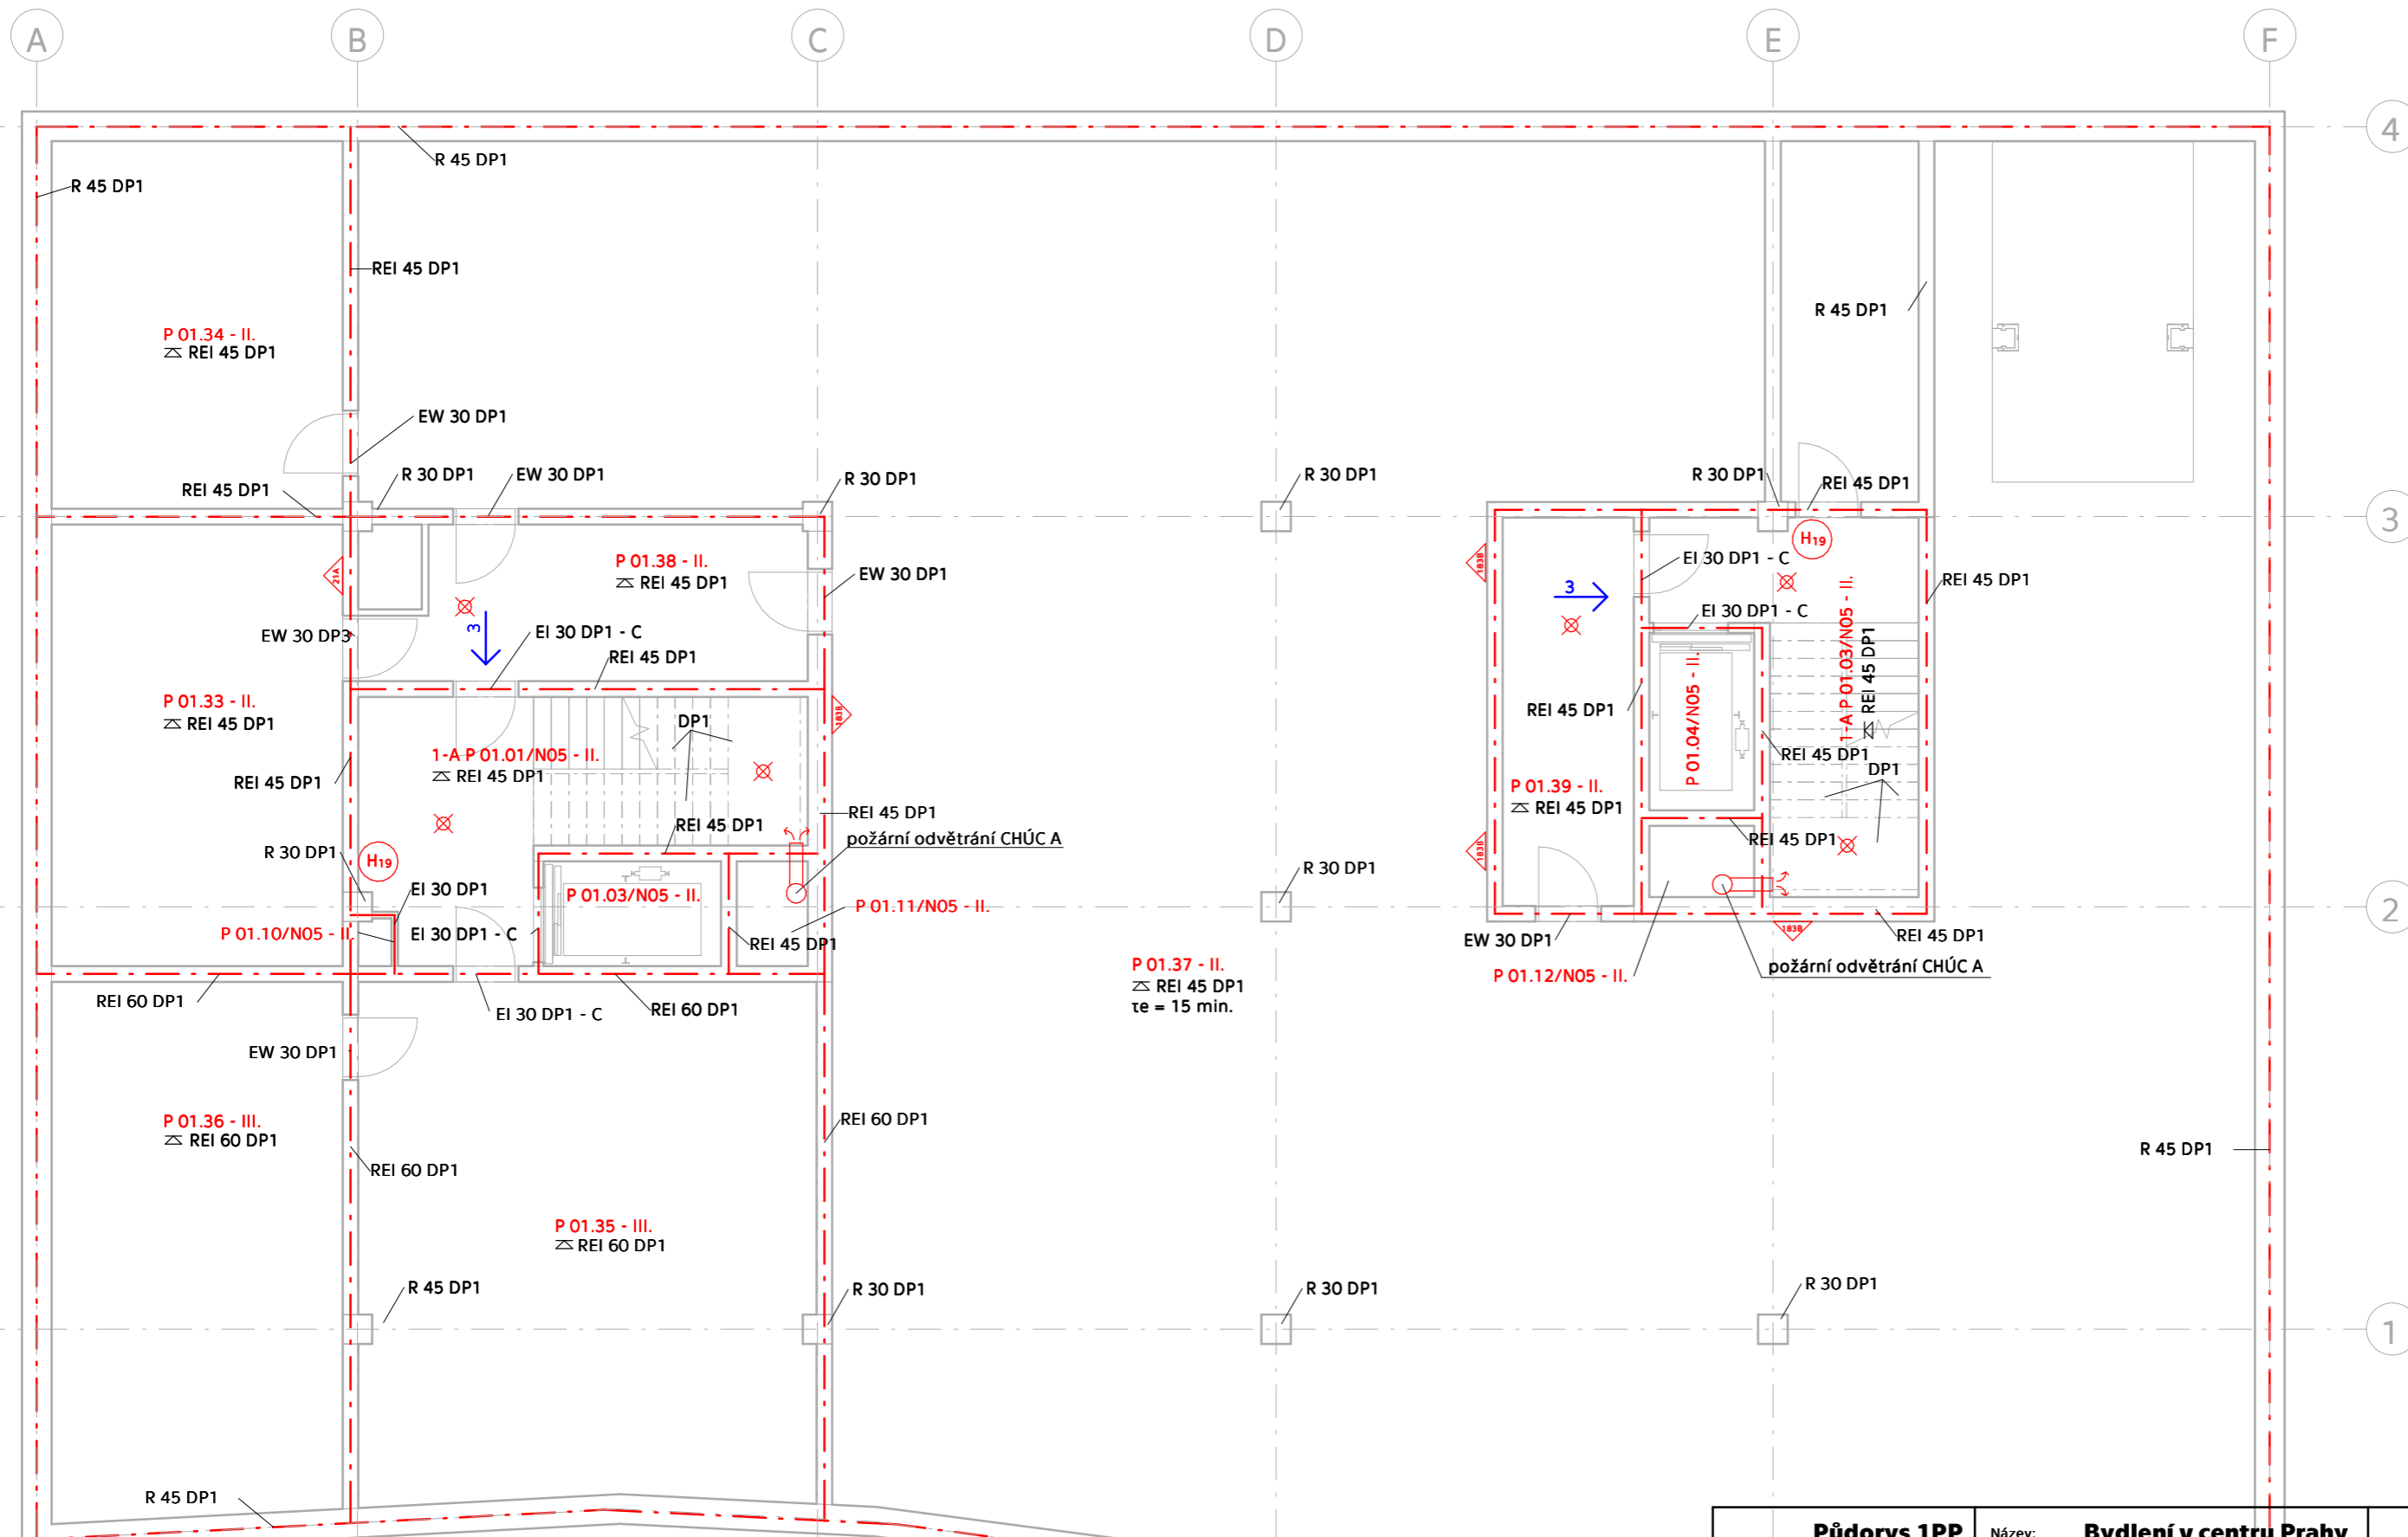 A
B
C
D
E
F
4
R 45 DP1
R 45 DP1
REI 45 DP1
R 45 DP1
P 01.34 - II.
REI 45 DP1
EW 30 DP1
R 30 DP1
EW 30 DP1
R 30 DP1
R 30 DP1
R 30 DP1
REI 45 DP1
REI 45 DP1
3
H19
P 01.38 - II.
REI 45 DP1
EW 30 DP1
21A
183B
3
EI 30 DP1 - C
REI 45 DP1
EI 30 DP1 - C
1-A P 01.03/N05 - II.
REI 45 DP1
EW 30 DP3
3
EI 30 DP1 - C
REI 45 DP1
P 01.33 - II.
REI 45 DP1
183B
DP1
REI 45 DP1
P 01.04/N05 - II.
REI 45 DP1
DP1
1-A P 01.01/N05 - II.
REI 45 DP1
REI 45 DP1
P 01.39 - II.
REI 45 DP1
REI 45 DP1
REI 45 DP1
požární odvětrání CHÚC A
REI 45 DP1
183B
R 30 DP1
H19
R 30 DP1
EI 30 DP1
P 01.03/N05 - II.
P 01.11/N05 - II.
2
P 01.10/N05 - II.
EI 30 DP1 - C
REI 45 DP1
EW 30 DP1
183B
REI 45 DP1
P 01.37 - II.
REI 45 DP1
τe = 15 min.
P 01.12/N05 - II.
požární odvětrání CHÚC A
REI 60 DP1
EI 30 DP1 - C
REI 60 DP1
EW 30 DP1
P 01.36 - III.
REI 60 DP1
REI 60 DP1
REI 60 DP1
R 45 DP1
P 01.35 - III.
REI 60 DP1
R 45 DP1
R 30 DP1
R 30 DP1
R 30 DP1
1
R 45 DP1
Půdorys 1PP
Název:
Bydlení v centru Prahy